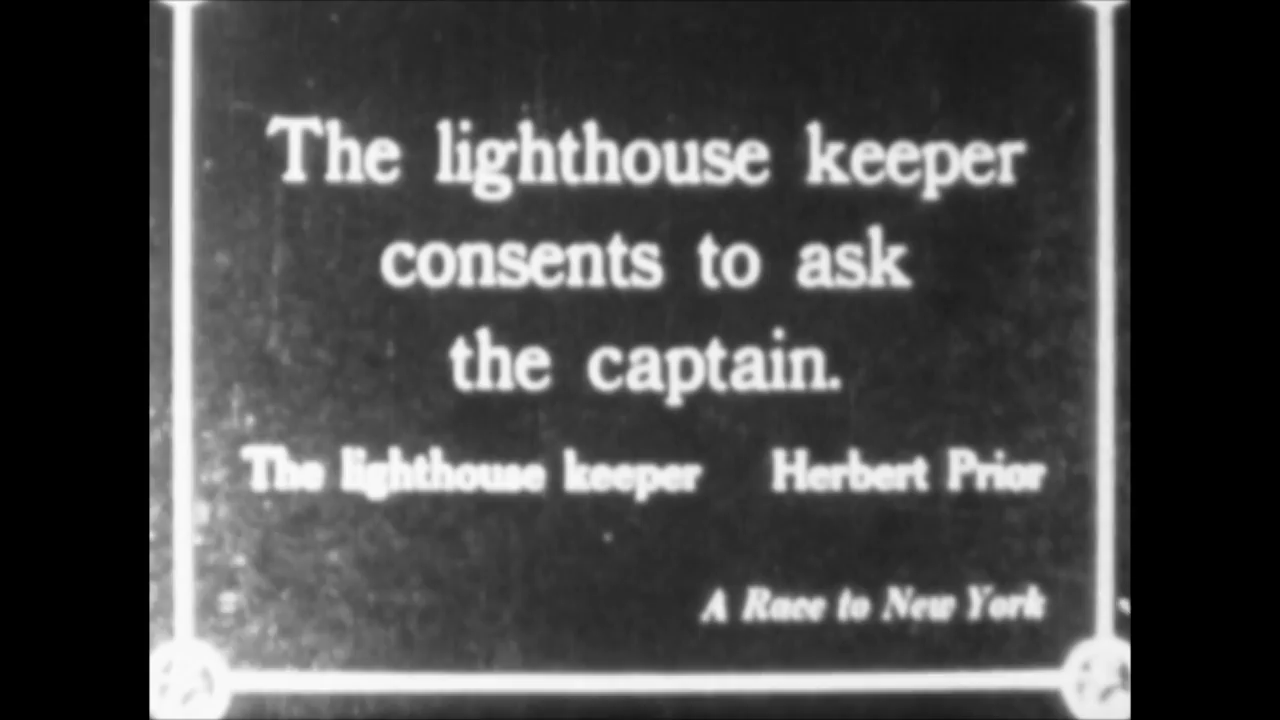 The lighthouse keeper
consents to ask
the captain.
The lighthouse keeper Herbert Prior
A Race to New York